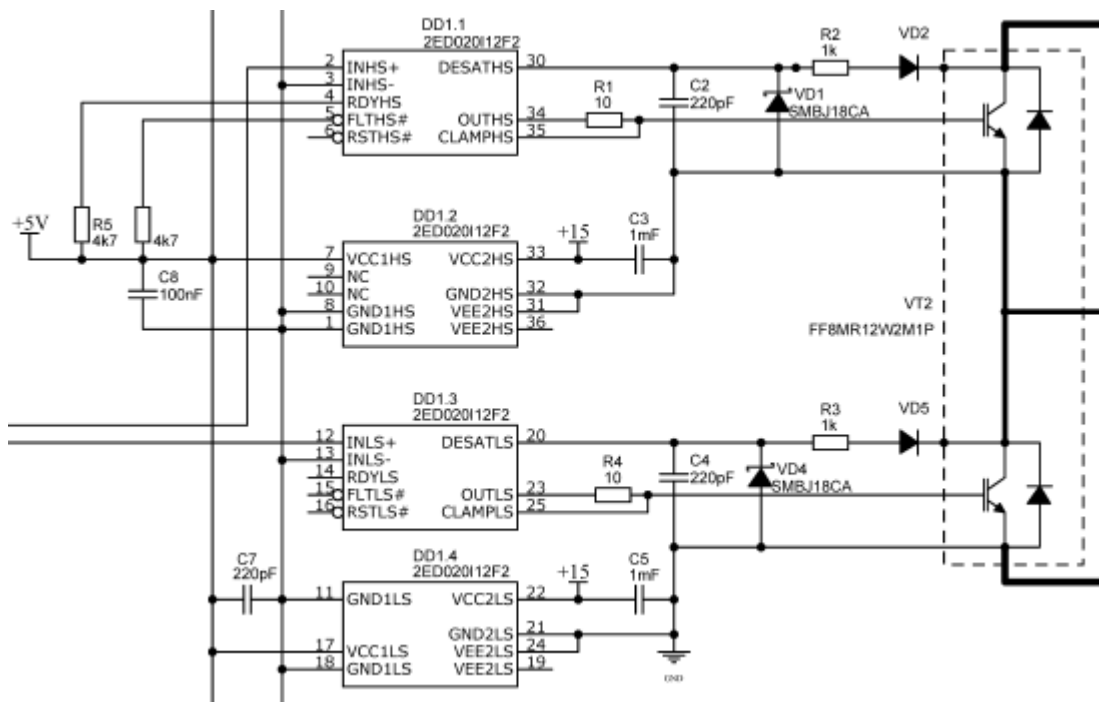 DD1.1
2ED020I12F2
2 INHS+ DESATHS 30
3 INHS-
4 RDYHS
5 FLTHS# OUTHS 34
6 RSTHS# CLAMPHS 35
R1
10
C2
220pF
VD1
SMBJ18CA
R2
1k
VD2
+5V
R5
4k7
4k7
C8
100nF
DD1.2
2ED020I12F2
7 VCC1HS VCC2HS 33
9 NC
10 NC GND2HS 32
8 GND1HS VEE2HS 31
1 GND1HS VEE2HS 36
+15
C3
1mF
VT2
FF8MR12W2M1P
DD1.3
2ED020I12F2
12 INLS+ DESATLS 20
13 INLS-
14 RDYLS
15 FLTLS# OUTLS 23
16 RSTLS# CLAMPLS 25
R4
10
C4
220pF
VD4
SMBJ18CA
R3
1k
VD5
C7
220pF
DD1.4
2ED020I12F2
11 GND1LS VCC2LS 22
GND2LS 21
17 VCC1LS VEE2LS 24
18 GND1LS VEE2LS 19
+15
C5
1mF
GND